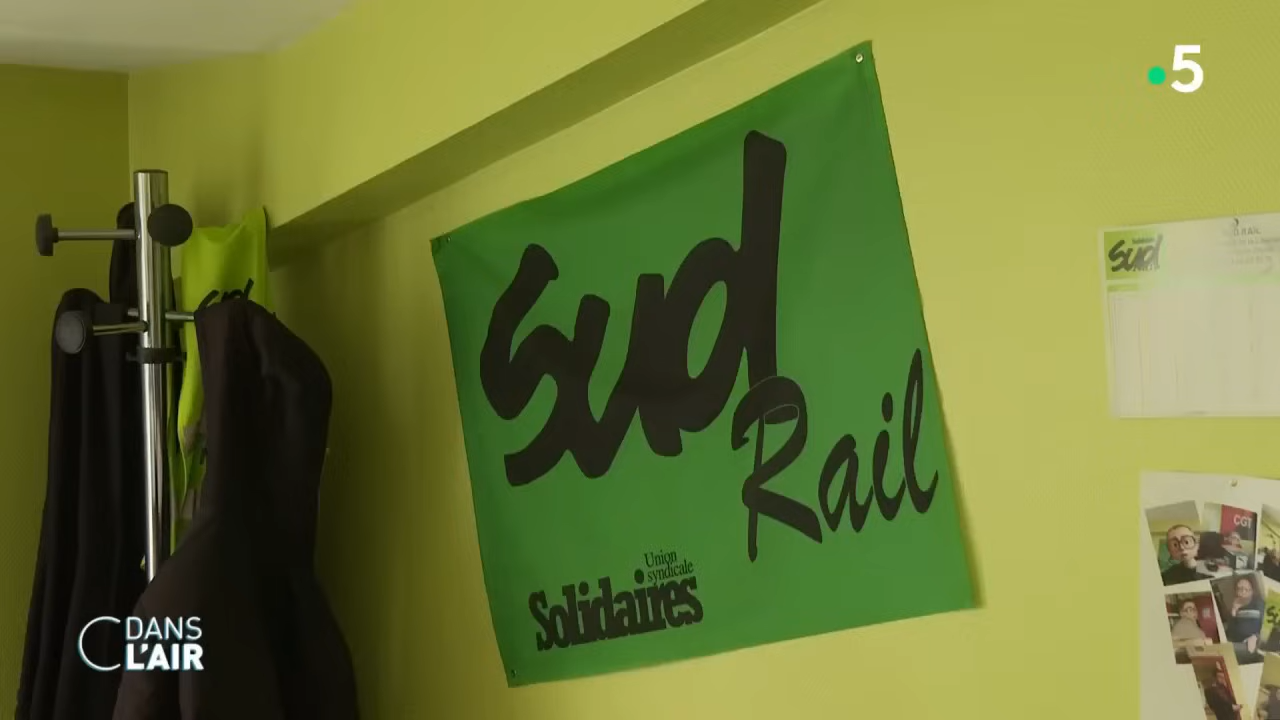 5
Sud
Rail
Union
syndicale
Solidaires
Sud
CGT
C DANS
L'AIR